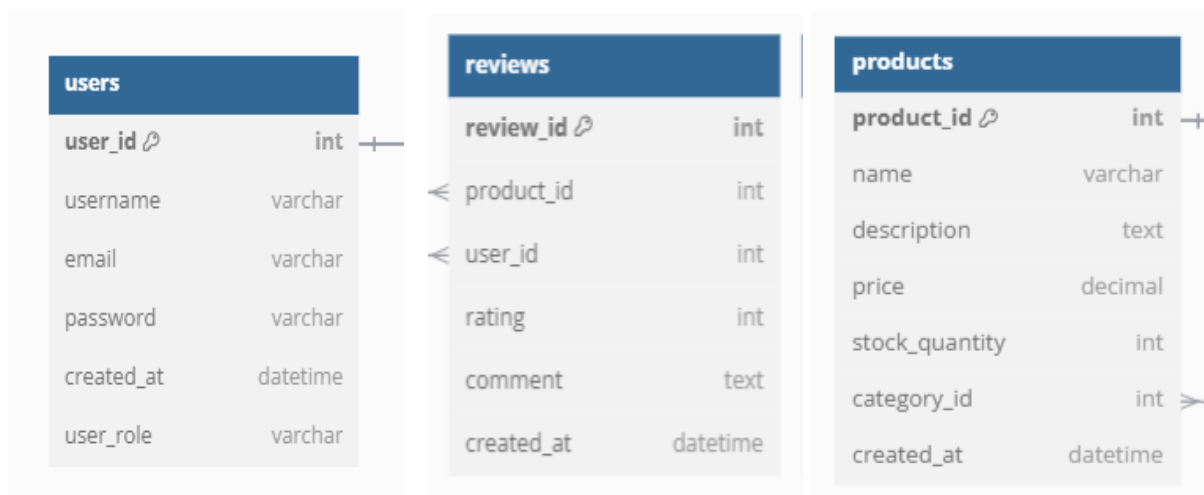 users
user_id int
username varchar
email varchar
password varchar
created_at datetime
user_role varchar
reviews
review_id int
product_id int
user_id int
rating int
comment text
created_at datetime
products
product_id int
name varchar
description text
price decimal
stock_quantity int
category_id int
created_at datetime